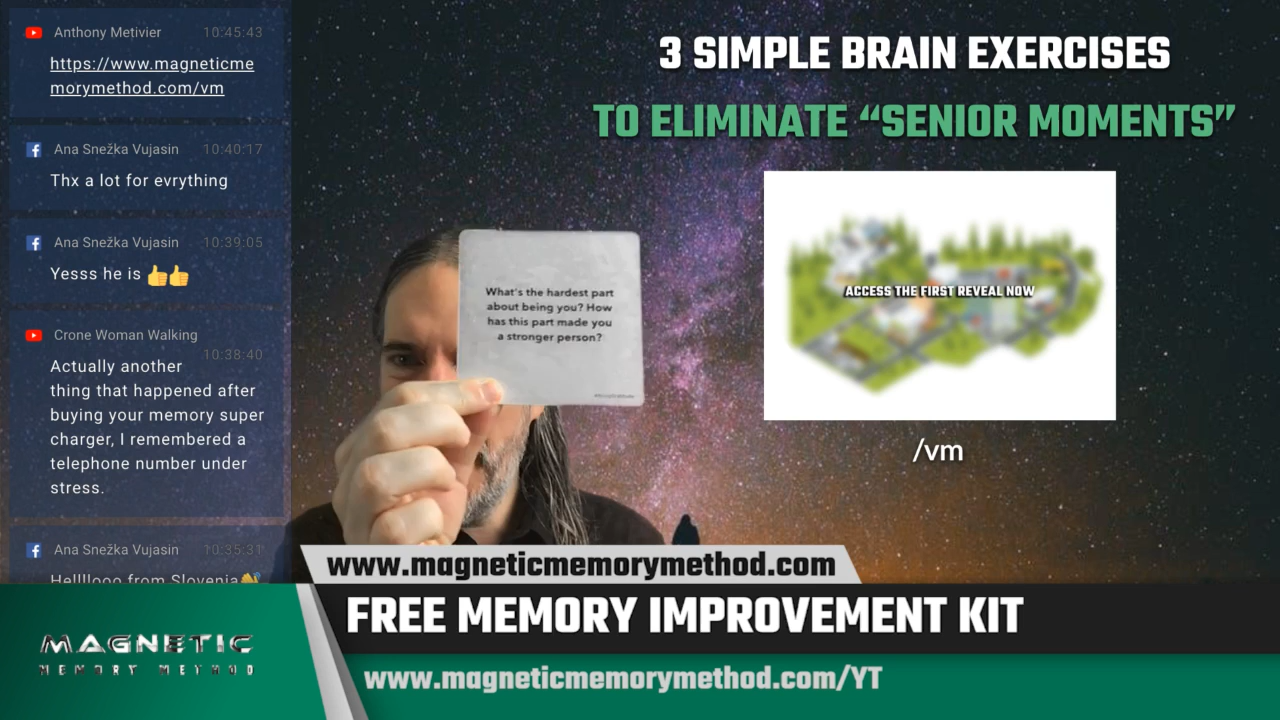 Anthony Metivier 10:45:43
https://www.magneticme
morymethod.com/vm
Ana Snežka Vujasin 10:40:17
Thx a lot for evrything
Ana Snežka Vujasin 10:39:05
Yesss he is 👍👍
Crone Woman Walking
10:38:40
Actually another
thing that happened after
buying your memory super
charger, I remembered a
telephone number under
stress.
Ana Snežka Vujasin 10:35:31
Hellllooo from Slovenia👋
3 SIMPLE BRAIN EXERCISES
TO ELIMINATE “SENIOR MOMENTS”
ACCESS THE FIRST REVEAL NOW
/vm
What's the hardest part
about being you? How
has this part made you
a stronger person?
www.magneticmemorymethod.com
FREE MEMORY IMPROVEMENT KIT
www.magneticmemorymethod.com/YT
MAGNETIC
MEMORY METHOD